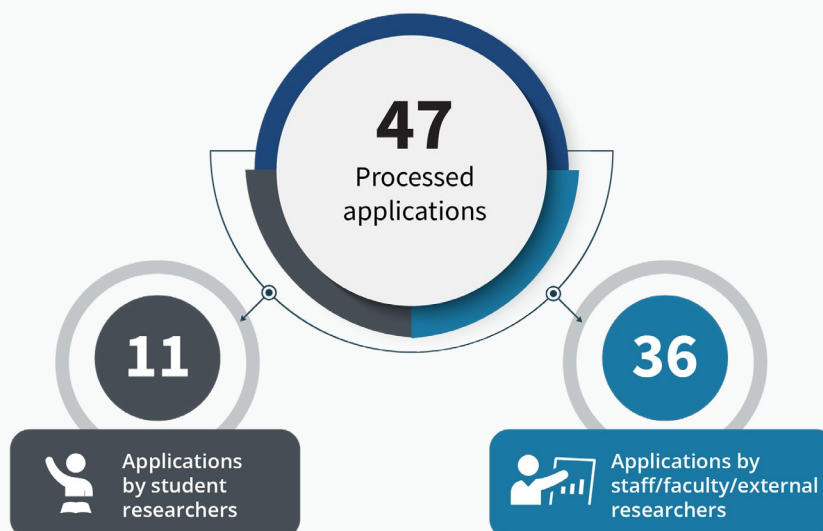 47
Processed
applications
11
36
Applications
by student
researchers
Applications by
staff/faculty/external
researchers